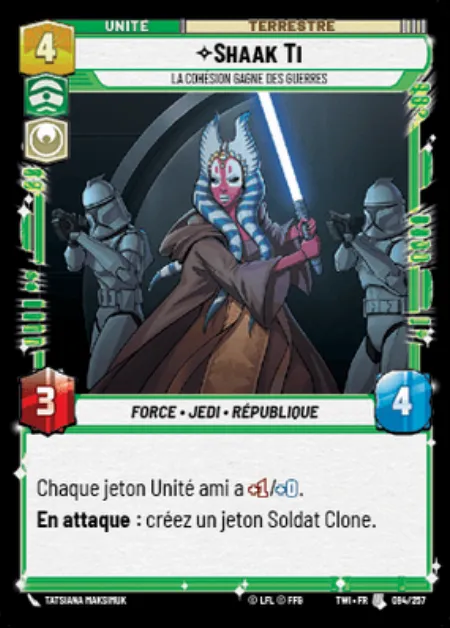 UNITÉ
TERRESTRE
4
SHAAK TI
LA COHÉSION GAGNE DES GUERRES
3
FORCE • JEDI • RÉPUBLIQUE
4
Chaque jeton Unité ami a +1/+0.
En attaque : créez un jeton Soldat Clone.
TATSIANA MAKSIMUK
© LFL © FFG
TWI • FR
094/257